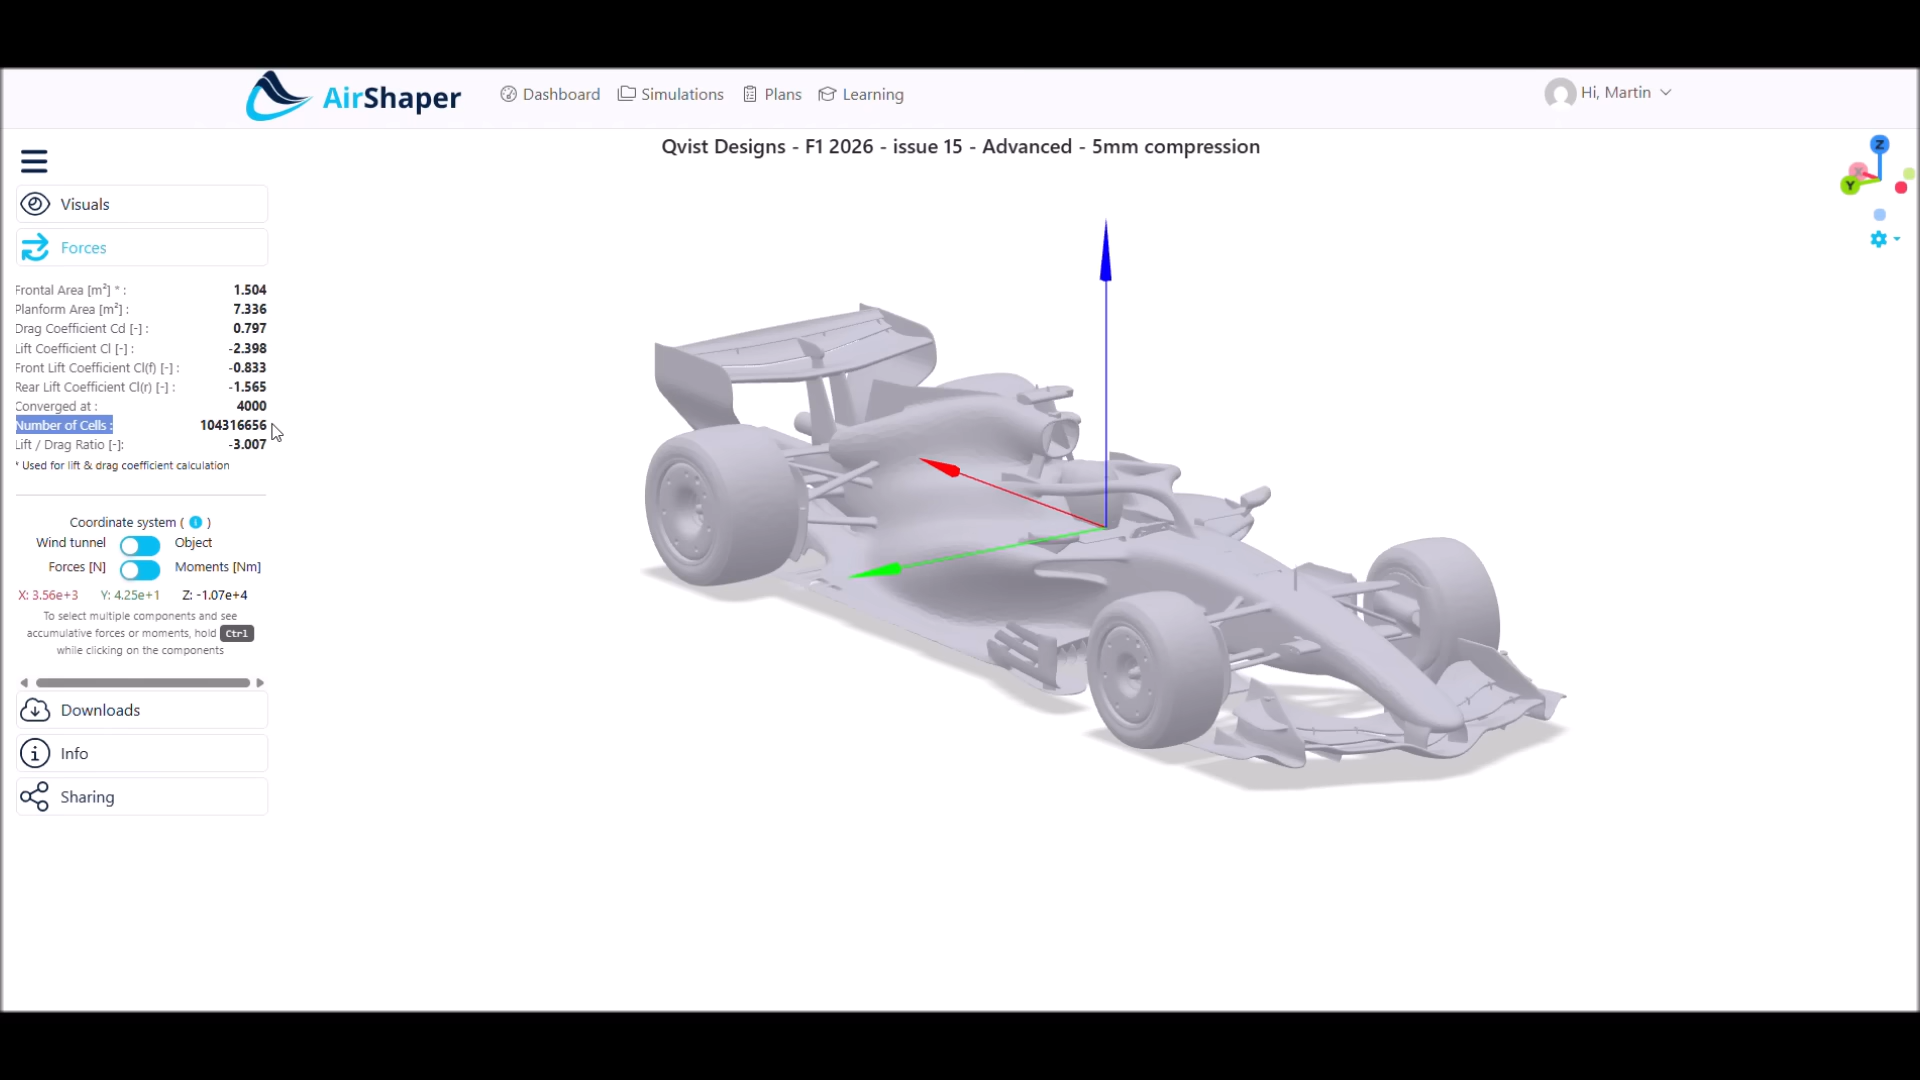 AirShaper
Dashboard
Simulations
Plans
Learning
Hi, Martin
Qvist Designs - F1 2026 - issue 15 - Advanced - 5mm compression
Z
X
Y
Visuals
Forces
Frontal Area [m²] * : 1.504
Planform Area [m²] : 7.336
Drag Coefficient Cd [-] : 0.797
Lift Coefficient Cl [-] : -2.398
Front Lift Coefficient Cl(f) [-] : -0.833
Rear Lift Coefficient Cl(r) [-] : -1.565
Converged at : 4000
Number of Cells : 104316656
Lift / Drag Ratio [-]: -3.007
* Used for lift & drag coefficient calculation
Coordinate system ( i )
Wind tunnel Object
Forces [N] Moments [Nm]
X: 3.56e+3 Y: 4.25e+1 Z: -1.07e+4
To select multiple components and see
accumulative forces or moments, hold Ctrl
while clicking on the components
Downloads
Info
Sharing